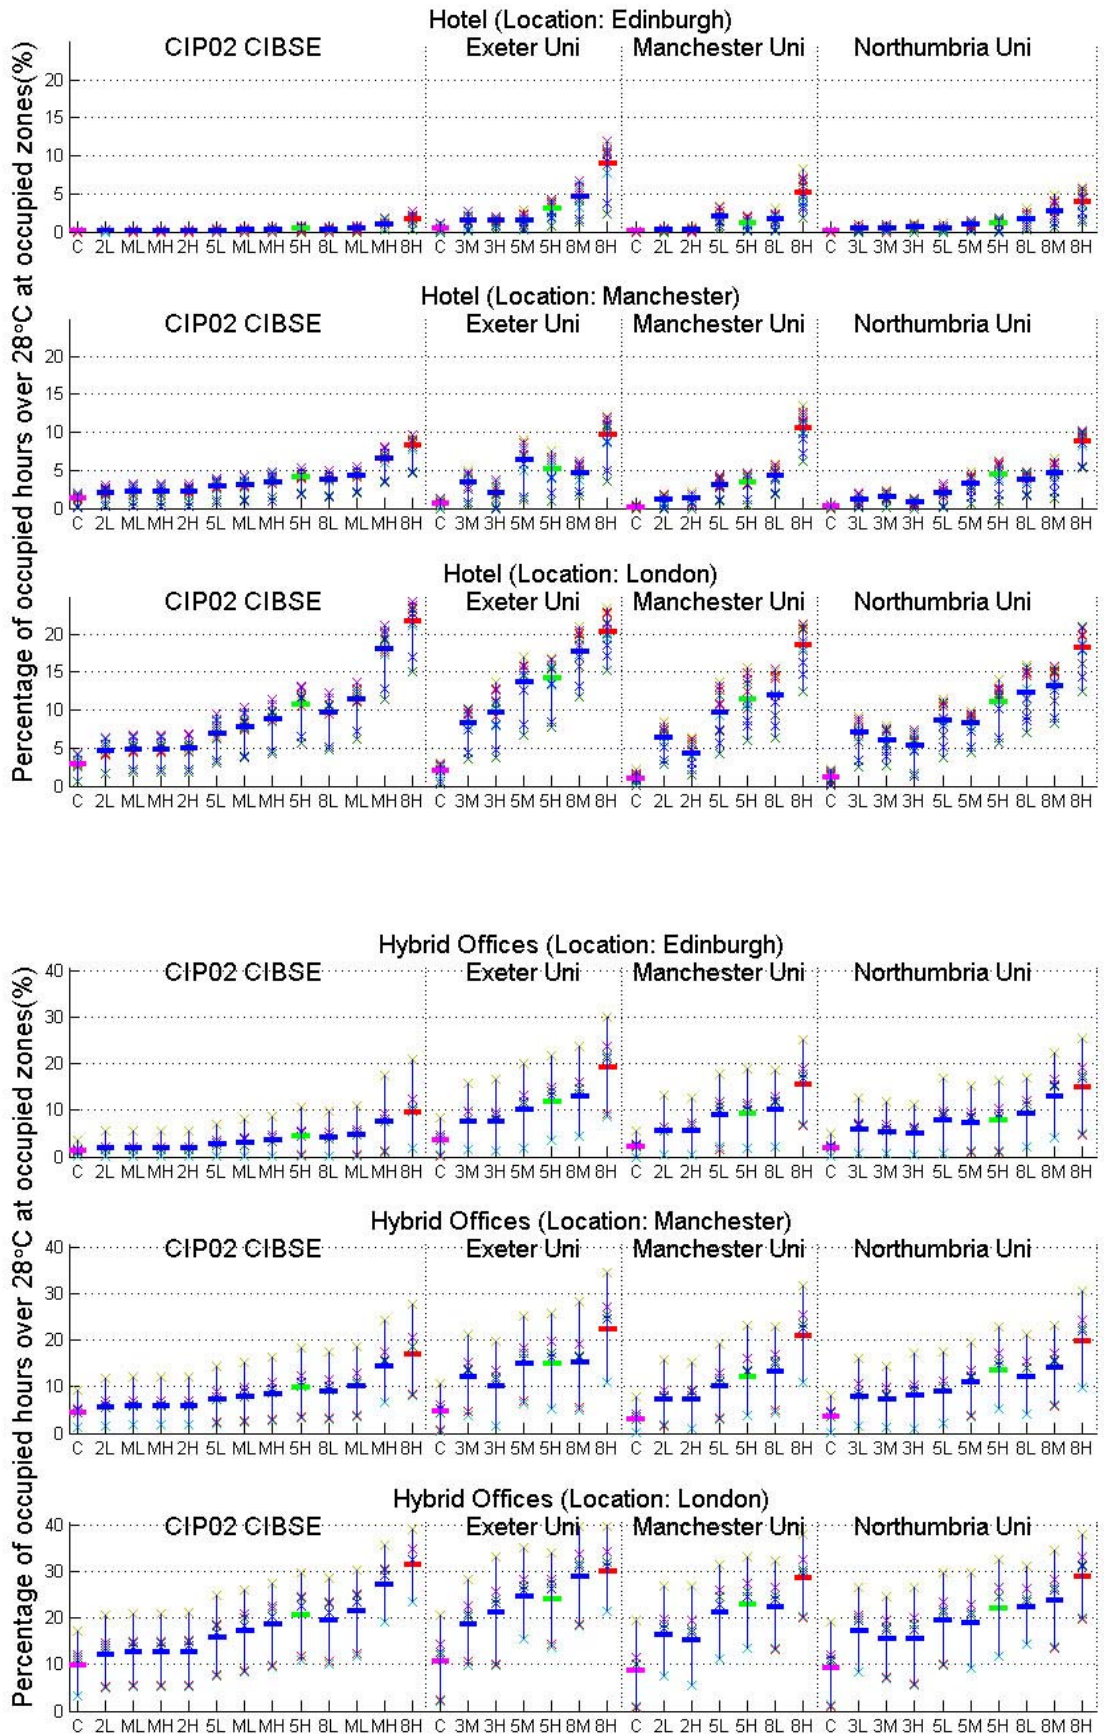 Hotel (Location: Edinburgh)
CIP02 CIBSE Exeter Uni Manchester Uni Northumbria Uni
20
15
10
5
0
C 2L ML MH 2H 5L ML MH 5H 8L ML MH 8H C 3M 3H 5M 5H 8M 8H C 2L 2H 5L 5H 8L 8H C 3L 3M 3H 5L 5M 5H 8L 8M 8H
Hotel (Location: Manchester)
CIP02 CIBSE Exeter Uni Manchester Uni Northumbria Uni
20
15
10
5
0
C 2L ML MH 2H 5L ML MH 5H 8L ML MH 8H C 3M 3H 5M 5H 8M 8H C 2L 2H 5L 5H 8L 8H C 3L 3M 3H 5L 5M 5H 8L 8M 8H
Hotel (Location: London)
CIP02 CIBSE Exeter Uni Manchester Uni Northumbria Uni
20
15
10
5
0
C 2L ML MH 2H 5L ML MH 5H 8L ML MH 8H C 3M 3H 5M 5H 8M 8H C 2L 2H 5L 5H 8L 8H C 3L 3M 3H 5L 5M 5H 8L 8M 8H
Percentage of occupied hours over 28°C at occupied zones(%)
Hybrid Offices (Location: Edinburgh)
CIP02 CIBSE Exeter Uni Manchester Uni Northumbria Uni
40
30
20
10
0
C 2L ML MH 2H 5L ML MH 5H 8L ML MH 8H C 3M 3H 5M 5H 8M 8H C 2L 2H 5L 5H 8L 8H C 3L 3M 3H 5L 5M 5H 8L 8M 8H
Hybrid Offices (Location: Manchester)
CIP02 CIBSE Exeter Uni Manchester Uni Northumbria Uni
40
30
20
10
0
C 2L ML MH 2H 5L ML MH 5H 8L ML MH 8H C 3M 3H 5M 5H 8M 8H C 2L 2H 5L 5H 8L 8H C 3L 3M 3H 5L 5M 5H 8L 8M 8H
Hybrid Offices (Location: London)
CIP02 CIBSE Exeter Uni Manchester Uni Northumbria Uni
40
30
20
10
0
C 2L ML MH 2H 5L ML MH 5H 8L ML MH 8H C 3M 3H 5M 5H 8M 8H C 2L 2H 5L 5H 8L 8H C 3L 3M 3H 5L 5M 5H 8L 8M 8H
Percentage of occupied hours over 28°C at occupied zones(%)